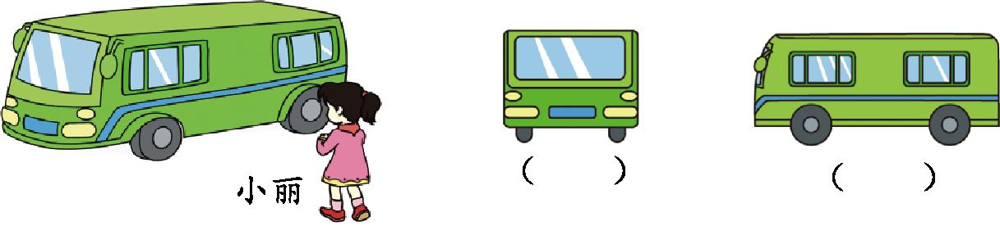 小丽
（　　）
（　　）